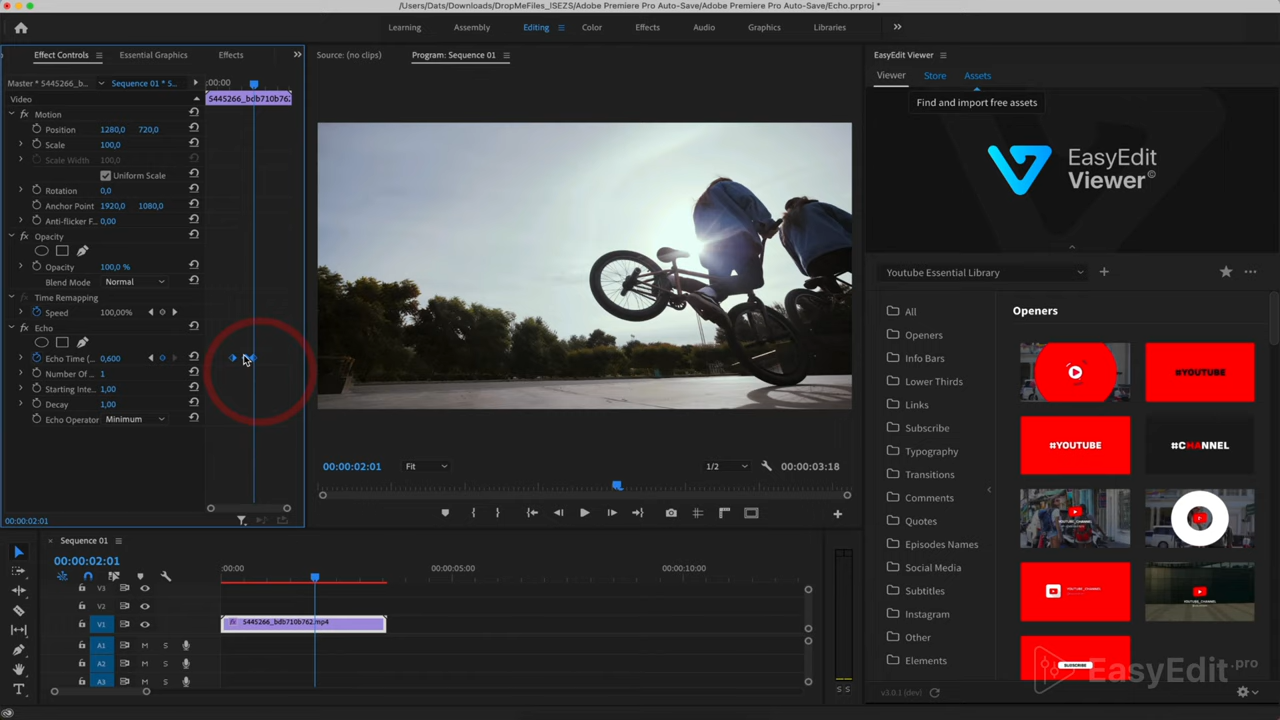 /Users/Dats/Downloads/DropMeFiles_ISEZS/Adobe Premiere Pro Auto-Save/Adobe Premiere Pro Auto-Save/Echo.prproj *
Learning Assembly Editing Color Effects Audio Graphics Libraries
Effect Controls Essential Graphics Effects
Master * 5445266_b... Sequence 01 * 5... :00:00
Video 5445266_bdb710b762
Motion
Position 1280,0 720,0
Scale 100,0
Scale Width 100,0
Uniform Scale
Rotation 0,0
Anchor Point 1920,0 1080,0
Anti-flicker F... 0,00
Opacity
Opacity 100,0 %
Blend Mode Normal
Time Remapping
Speed 100,00%
Echo
Echo Time (... 0,600
Number Of ... 1
Starting Inte... 1,00
Decay 1,00
Echo Operator Minimum
00:00:02:01
Source: (no clips) Program: Sequence 01
00:00:02:01 Fit 1/2 00:00:03:18
Sequence 01
00:00:02:01
:00:00 00:00:05:00 00:00:10:00
V3
V2
V1 5445266_bdb710b762.mp4
A1 M S
A2 M S
A3 M S
S S
EasyEdit Viewer
Viewer Store Assets
Find and import free assets
EasyEdit
Viewer©
Youtube Essential Library
All
Openers
Info Bars
Lower Thirds
Links
Subscribe
Typography
Transitions
Comments
Quotes
Episodes Names
Social Media
Subtitles
Instagram
Other
Elements
Openers
#YOUTUBE
#YOUTUBE #CHANNEL
SUBSCRIBE
EasyEdit.pro
v3.0.1 (dev)